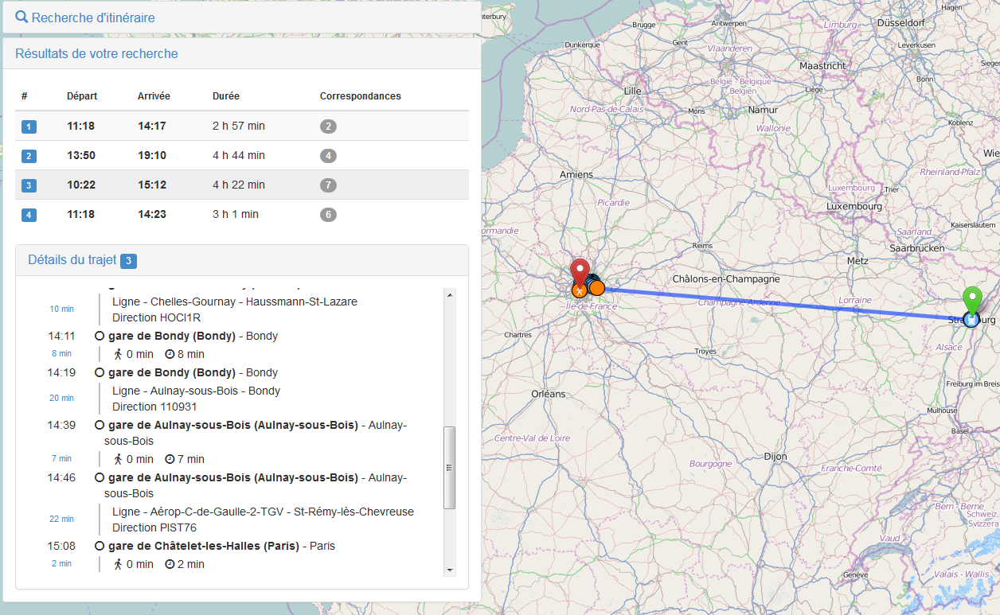 Recherche d'itinéraire
Résultats de votre recherche
# Départ Arrivée Durée Correspondances
1 11:18 14:17 2 h 57 min 2
2 13:50 19:10 4 h 44 min 4
3 10:22 15:12 4 h 22 min 7
4 11:18 14:23 3 h 1 min 6
Détails du trajet 3
10 min
Ligne - Chelles-Gournay - Haussmann-St-Lazare
Direction HOCI1R
14:11 gare de Bondy (Bondy) - Bondy
8 min 0 min 8 min
14:19 gare de Bondy (Bondy) - Bondy
20 min
Ligne - Aulnay-sous-Bois - Bondy
Direction 110931
14:39 gare de Aulnay-sous-Bois (Aulnay-sous-Bois) - Aulnay-
sous-Bois
7 min 0 min 7 min
14:46 gare de Aulnay-sous-Bois (Aulnay-sous-Bois) - Aulnay-
sous-Bois
22 min
Ligne - Aérop-C-de-Gaulle-2-TGV - St-Rémy-lès-Chevreuse
Direction PIST76
15:08 gare de Châtelet-les-Halles (Paris) - Paris
2 min 0 min 2 min
terbury
Brugge
Antwerpen
Hagen
Limburg
Düsseldorf
Dunkerque
Gent
Vlaanderen
Leverkusen
Siegen
Maastricht
België - Belgique
- Belgien
Bonn
Lille
Liège
Nord-Pas-de-Calais
Mons
Namur
Koblenz
Wallonie
Wie
Amiens
Rheinland-Pfalz
Luxembourg
Trier
Picardie
Luxembourg
Kaiserslautern
ormandie
Saarland
Reims
Saarbrücken
Metz
Châlons-en-Champagne
Île-de-France
Champagne-Ardenne
Lorraine
Strasbourg
Chartres
Troyes
Alsace
Freiburg im Breis
Orléans
Mulhouse
Basel
Centre-Val de Loire
Dijon
Bourgogne
Franche-Comté
Bern - Berne
Schweiz,
Svizzera
Vaud
Genève
Valais - Wallis